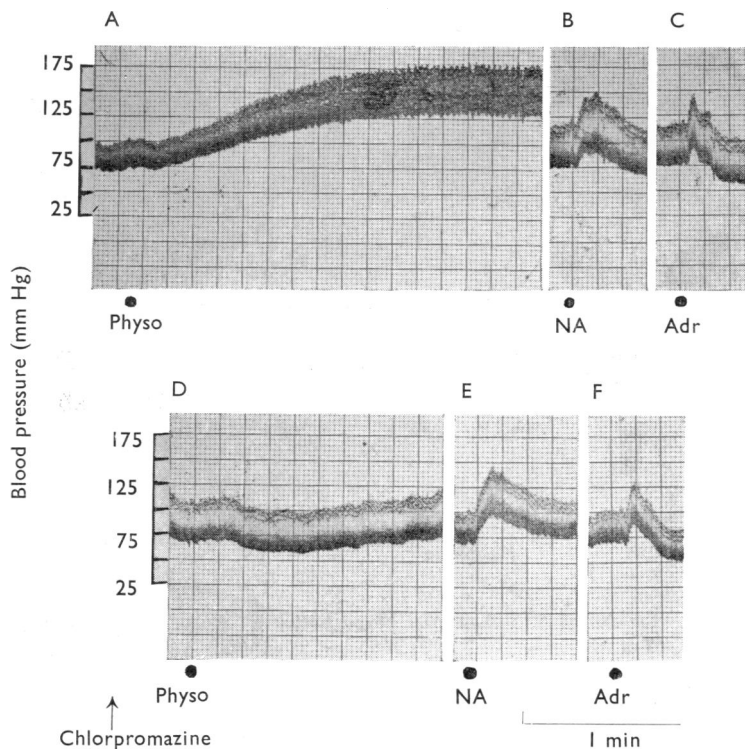 A
B
C
175
125
75
25
Physo
NA
Adr
Blood pressure (mm Hg)
D
E
F
175
125
75
25
Physo
NA
Adr
Chlorpromazine
1 min